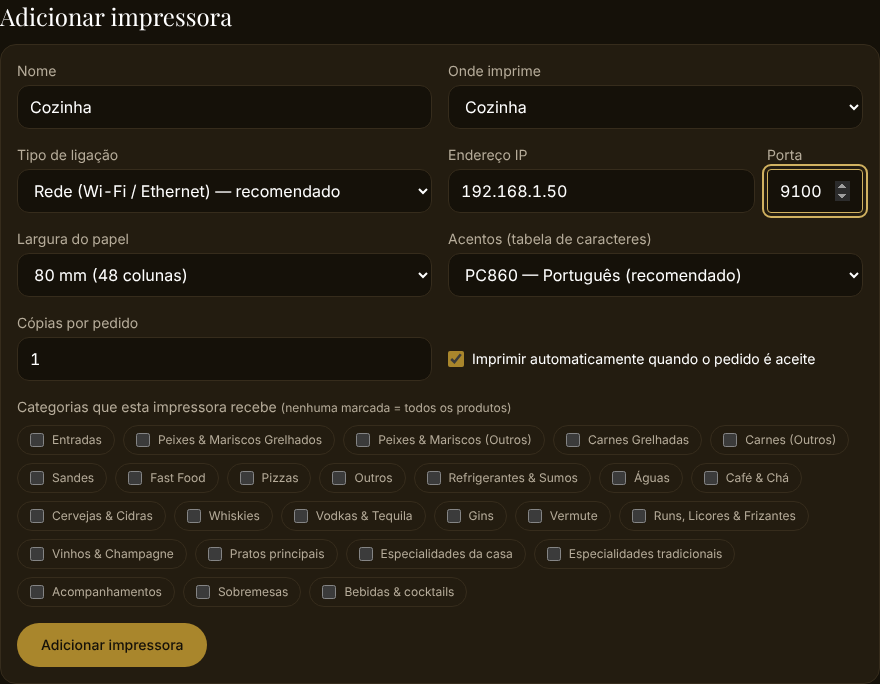 Adicionar impressora
Nome
Onde imprime
Cozinha
Cozinha
Tipo de ligação
Endereço IP
Porta
Rede (Wi-Fi / Ethernet) — recomendado
192.168.1.50
9100
Largura do papel
Acentos (tabela de caracteres)
80 mm (48 colunas)
PC860 — Português (recomendado)
Cópias por pedido
1
Imprimir automaticamente quando o pedido é aceite
Categorias que esta impressora recebe (nenhuma marcada = todos os produtos)
Entradas
Peixes & Mariscos Grelhados
Peixes & Mariscos (Outros)
Carnes Grelhadas
Carnes (Outros)
Sandes
Fast Food
Pizzas
Outros
Refrigerantes & Sumos
Águas
Café & Chá
Cervejas & Cidras
Whiskies
Vodkas & Tequila
Gins
Vermute
Runs, Licores & Frizantes
Vinhos & Champagne
Pratos principais
Especialidades da casa
Especialidades tradicionais
Acompanhamentos
Sobremesas
Bebidas & cocktails
Adicionar impressora